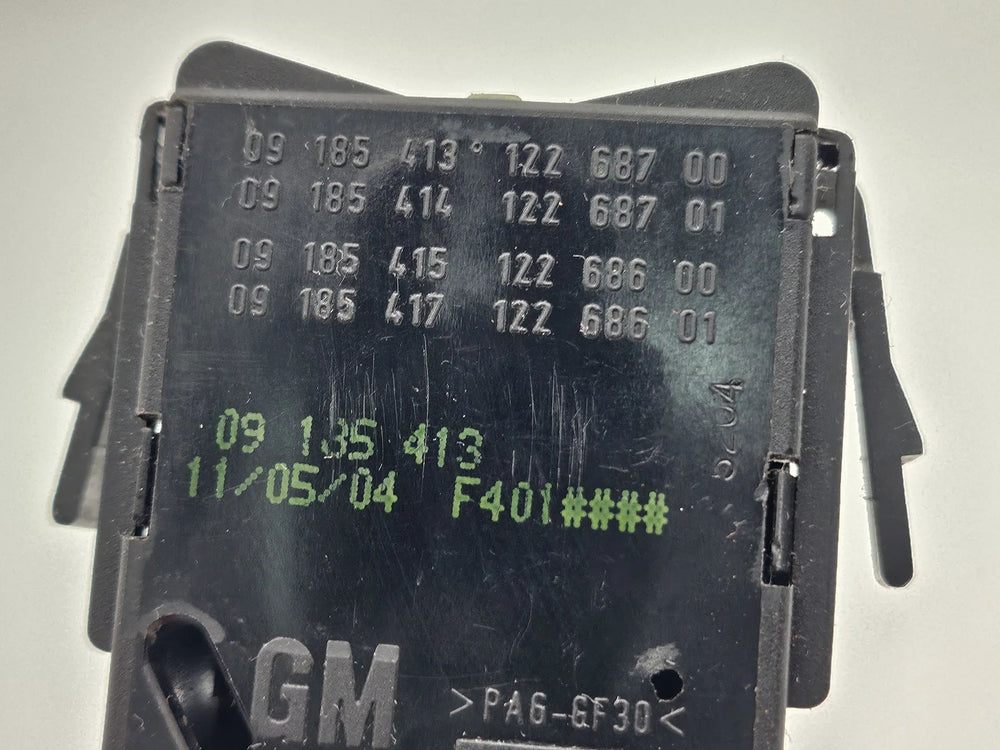 09 185 413° 122 687 00
09 185 414 122 687 01
09 185 415 122 686 00
09 185 417 122 686 01
5204
09 185 413
11/05/04 F401####
GM
>PA6-GF30<